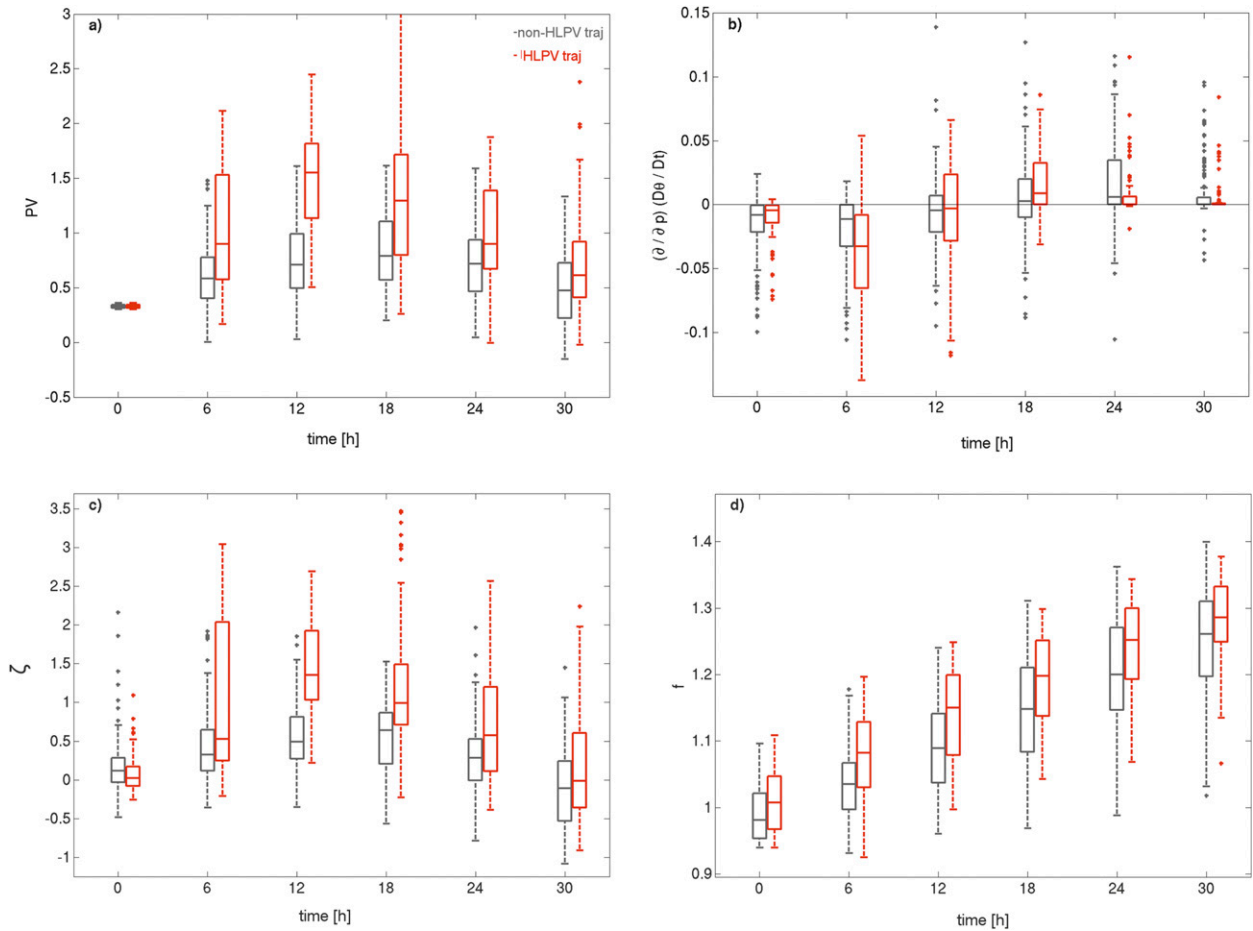 a)
non-HLPV traj
HLPV traj
3
2.5
2
1.5
1
0.5
0
-0.5
PV
0 6 12 18 24 30
time [h]
b)
0.15
0.1
0.05
0
-0.05
-0.1
(∂ / ∂ p) (Dθ / Dt)
0 6 12 18 24 30
time [h]
c)
3.5
3
2.5
2
1.5
1
0.5
0
-0.5
-1
ζ
0 6 12 18 24 30
time [h]
d)
1.4
1.3
1.2
1.1
1
0.9
f
0 6 12 18 24 30
time [h]